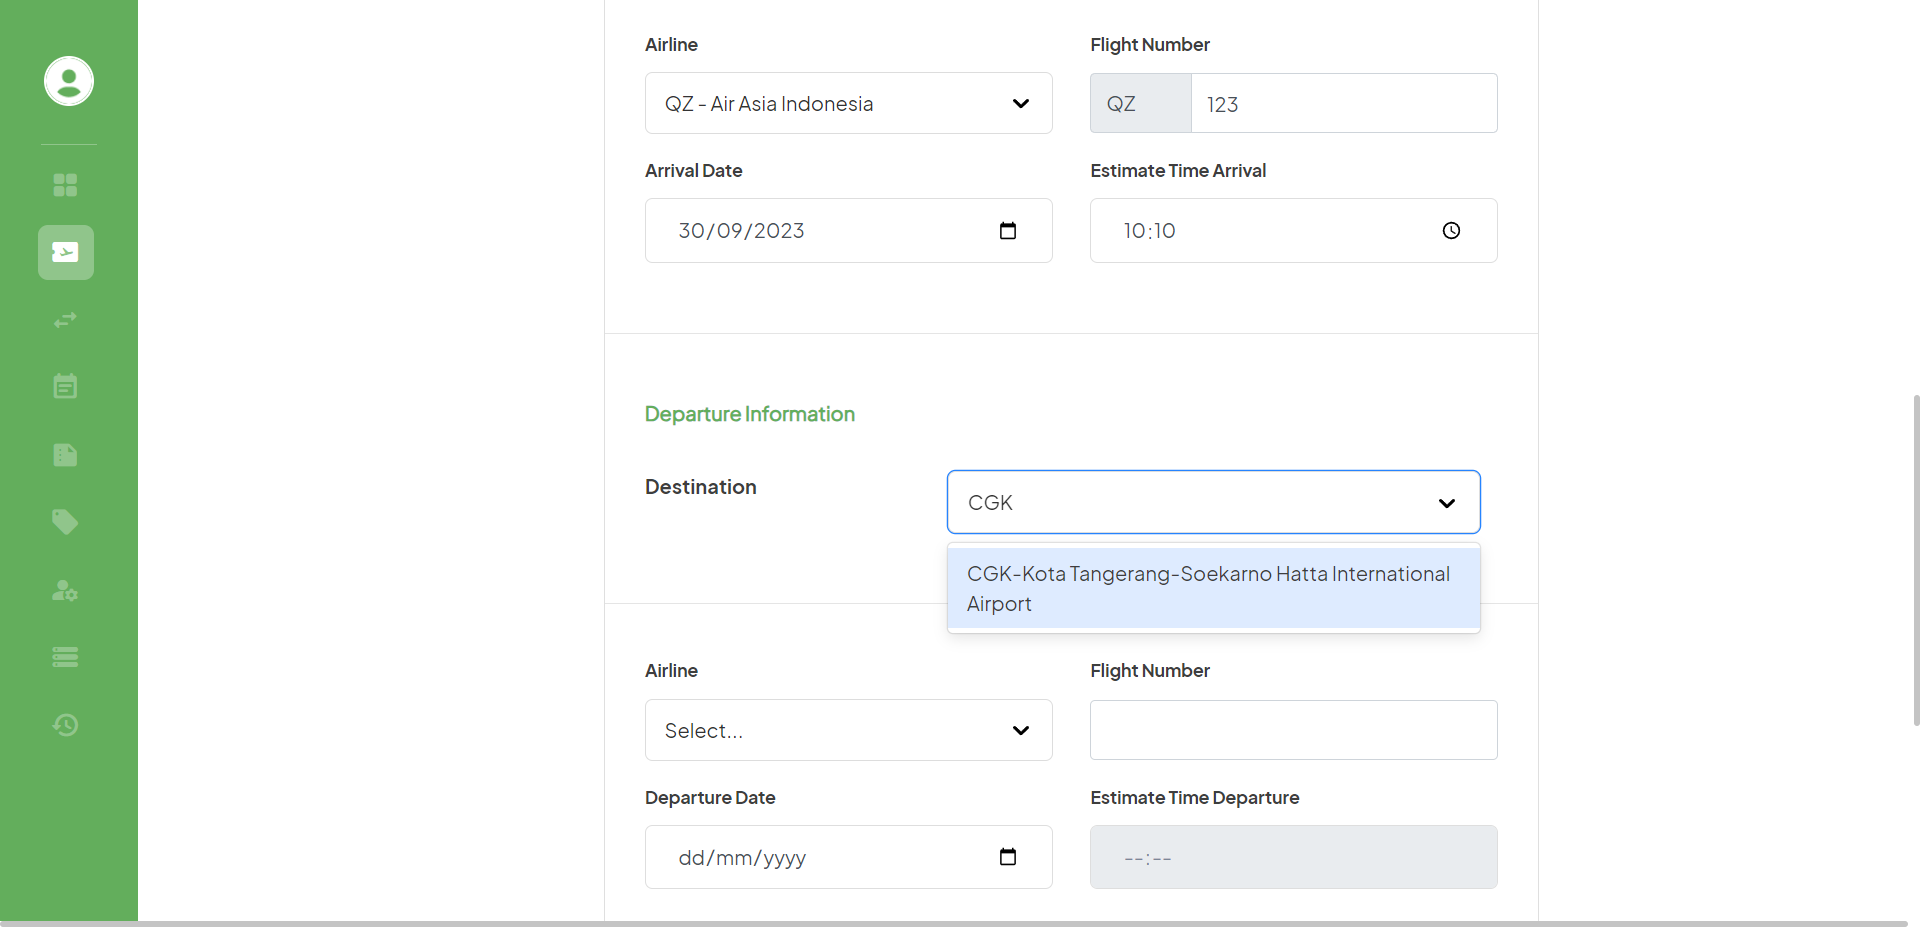 Airline
Flight Number
QZ - Air Asia Indonesia
QZ
123
Arrival Date
Estimate Time Arrival
30/09/2023
10:10
Departure Information
Destination
CGK
CGK-Kota Tangerang-Soekarno Hatta International
Airport
Airline
Flight Number
Select...
Departure Date
Estimate Time Departure
dd/mm/yyyy
--:--